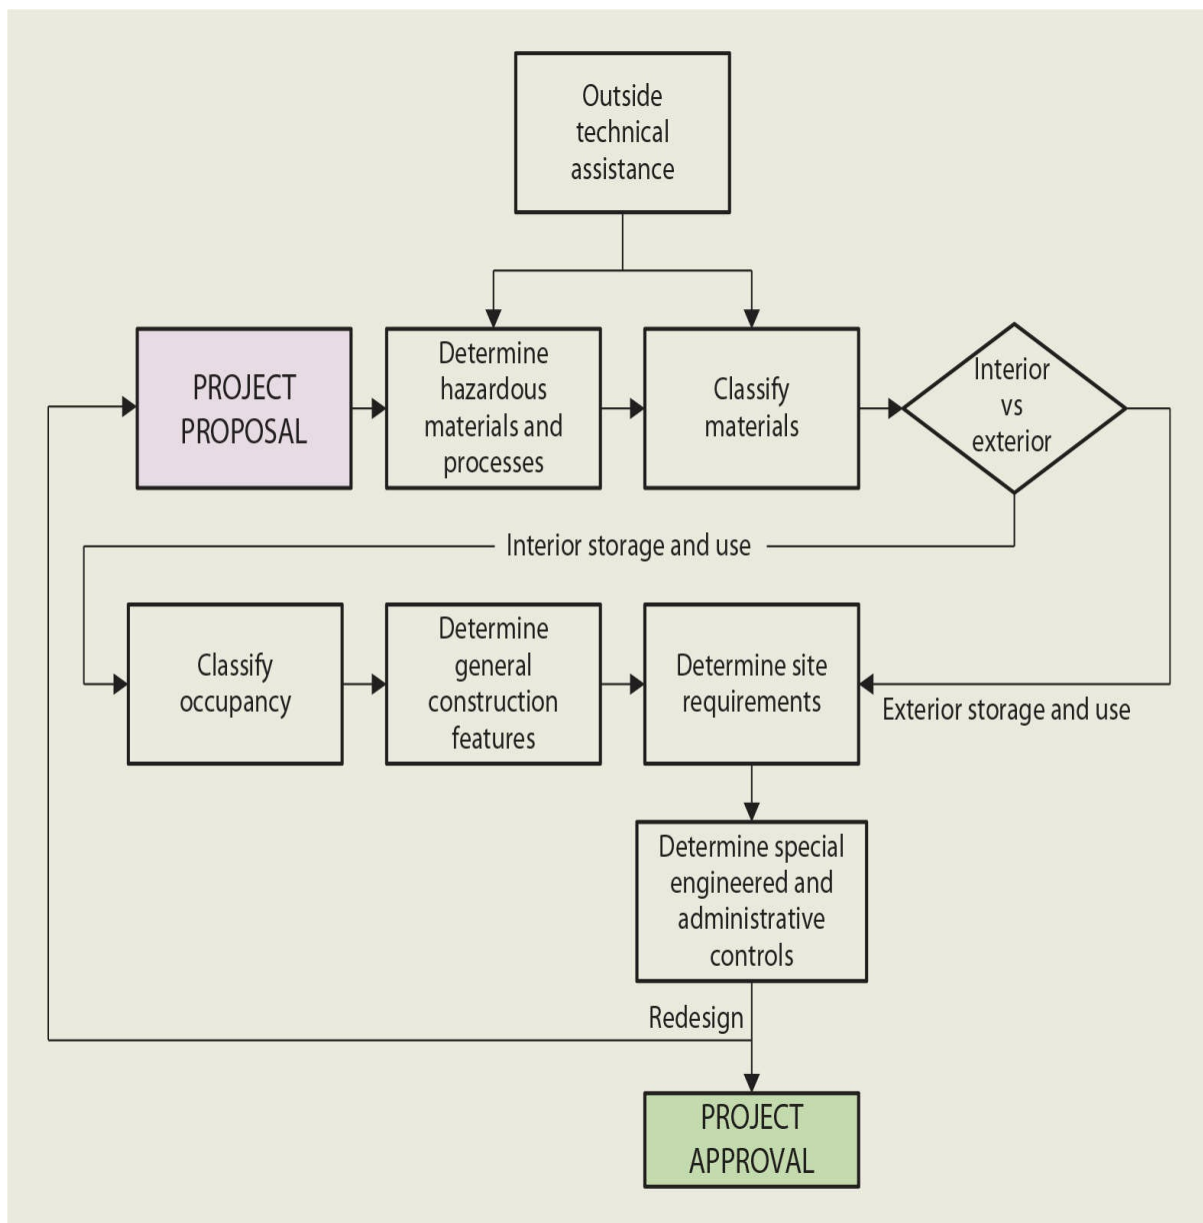 Outside
technical
assistance
PROJECT
PROPOSAL
Determine
hazardous
materials and
processes
Classify
materials
Interior
vs
exterior
Interior storage and use
Classify
occupancy
Determine
general
construction
features
Determine site
requirements
Exterior storage and use
Determine special
engineered and
administrative
controls
Redesign
PROJECT
APPROVAL